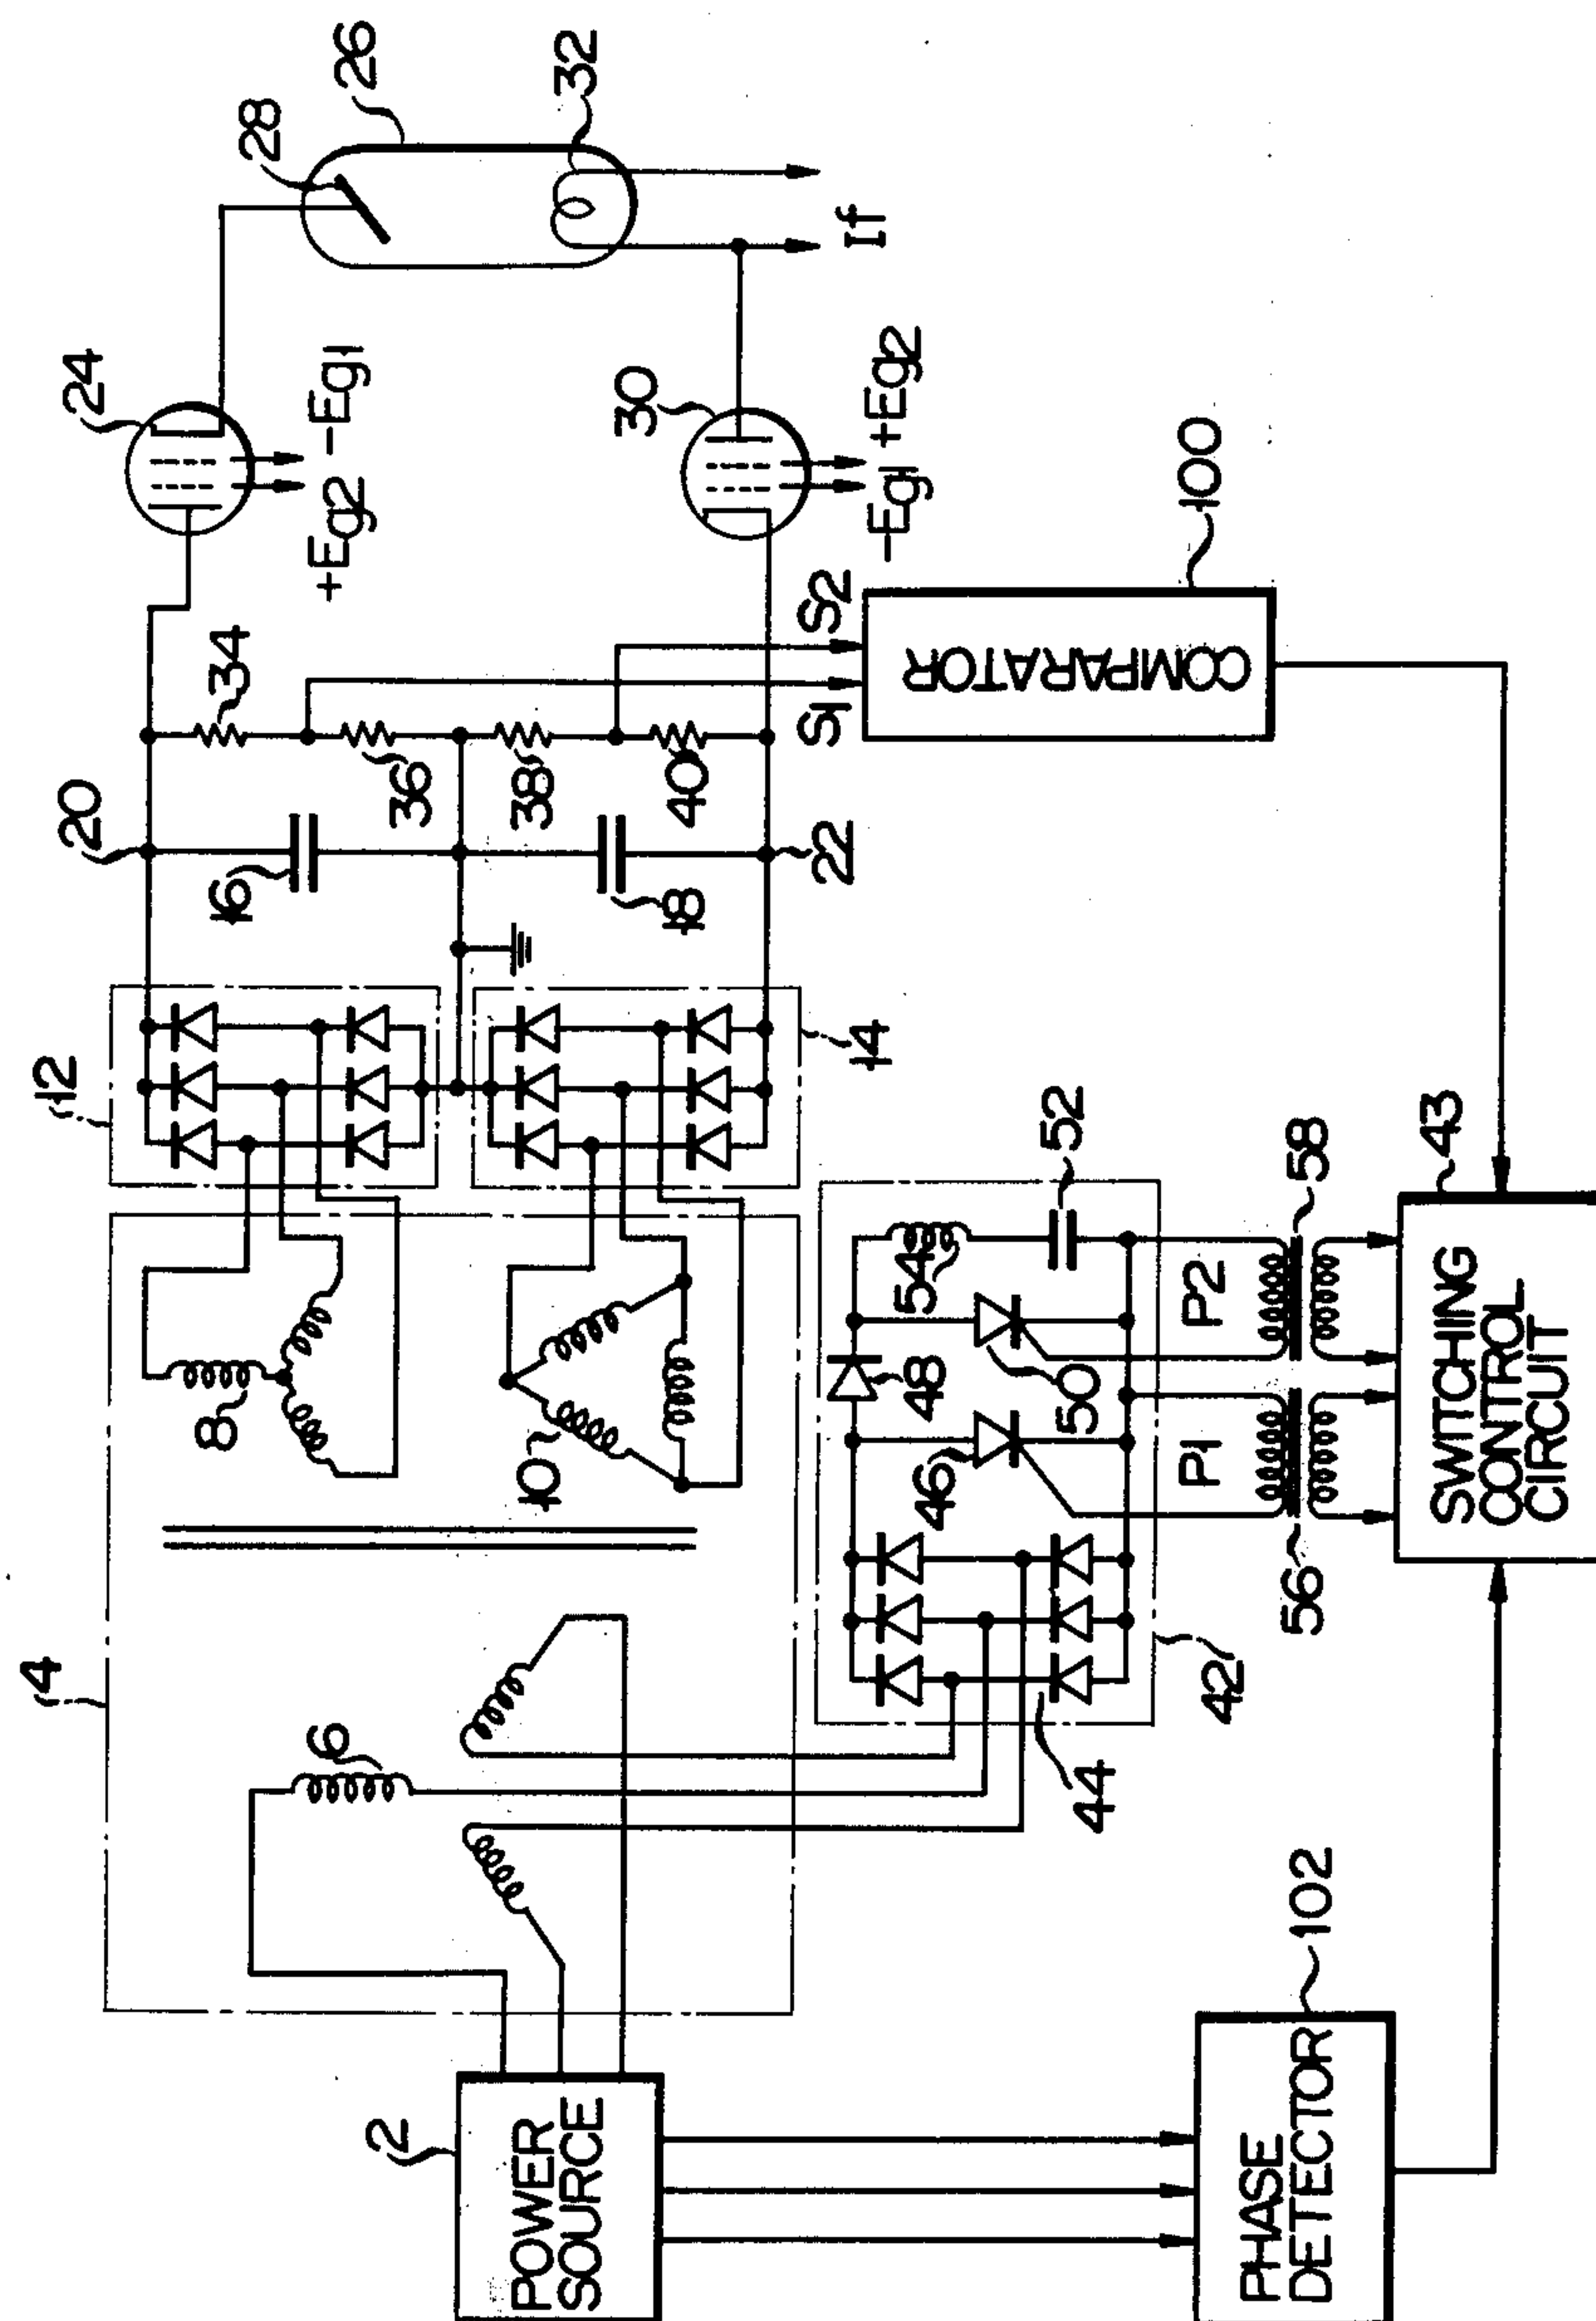 4
12
20
24
28
26
6
8
16
34
+Eg2 -Eg1
36
38
40
10
14
18
22
30
32
-Eg1 +Eg2
If
2
POWER
SOURCE
S1
S2
44
42
46
48
50
54
52
COMPARATOR
100
P1
P2
56
58
43
SWITCHING
CONTROL
CIRCUIT
PHASE
DETECTOR
102